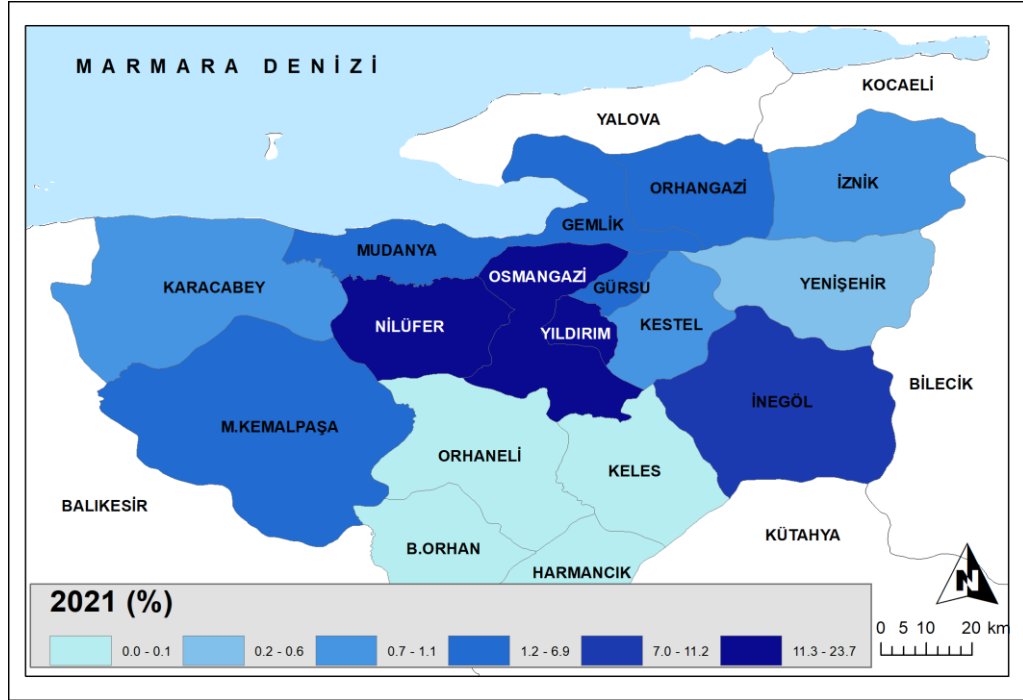 MARMARA DENİZİ
KOCAELİ
YALOVA
İZNİK
ORHANGAZİ
GEMLİK
MUDANYA
OSMANGAZİ
KARACABEY
GÜRSU
YENİŞEHİR
NİLÜFER
YILDIRIM
KESTEL
BİLECİK
İNEGÖL
M.KEMALPAŞA
ORHANELİ
KELES
BALIKESİR
KÜTAHYA
B.ORHAN
HARMANCIK
N
2021 (%)
0 5 10 20 km
0.0 - 0.1 0.2 - 0.6 0.7 - 1.1 1.2 - 6.9 7.0 - 11.2 11.3 - 23.7